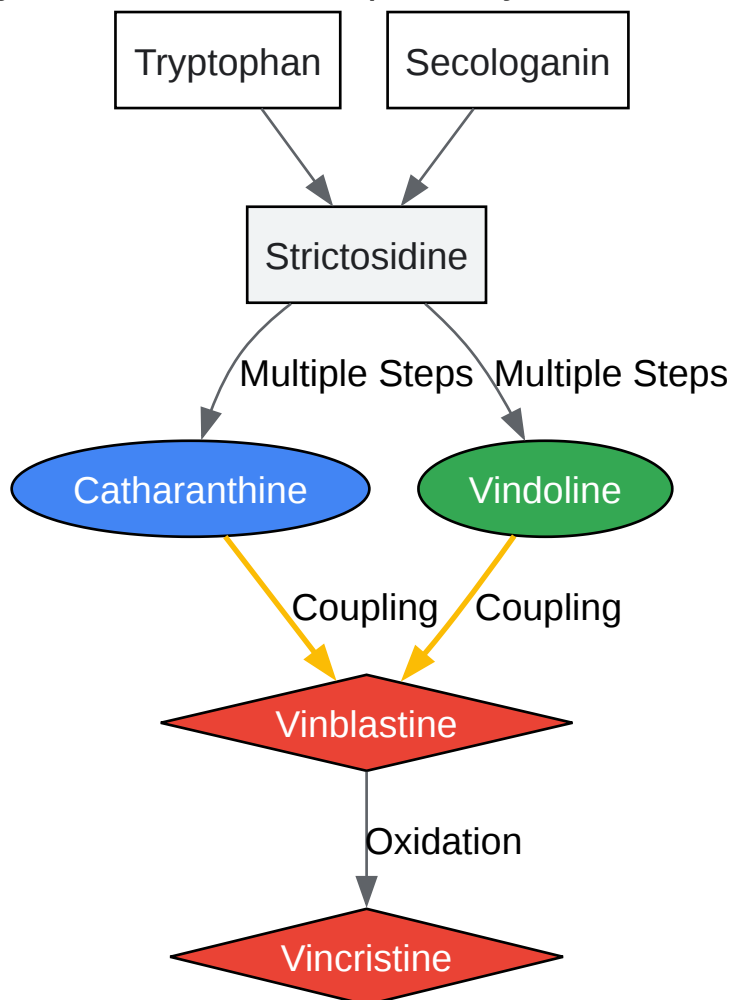 Tryptophan Secologanin
Strictosidine
Multiple Steps Multiple Steps
Catharanthine Vindoline
Coupling Coupling
Vinblastine
Oxidation
Vincristine